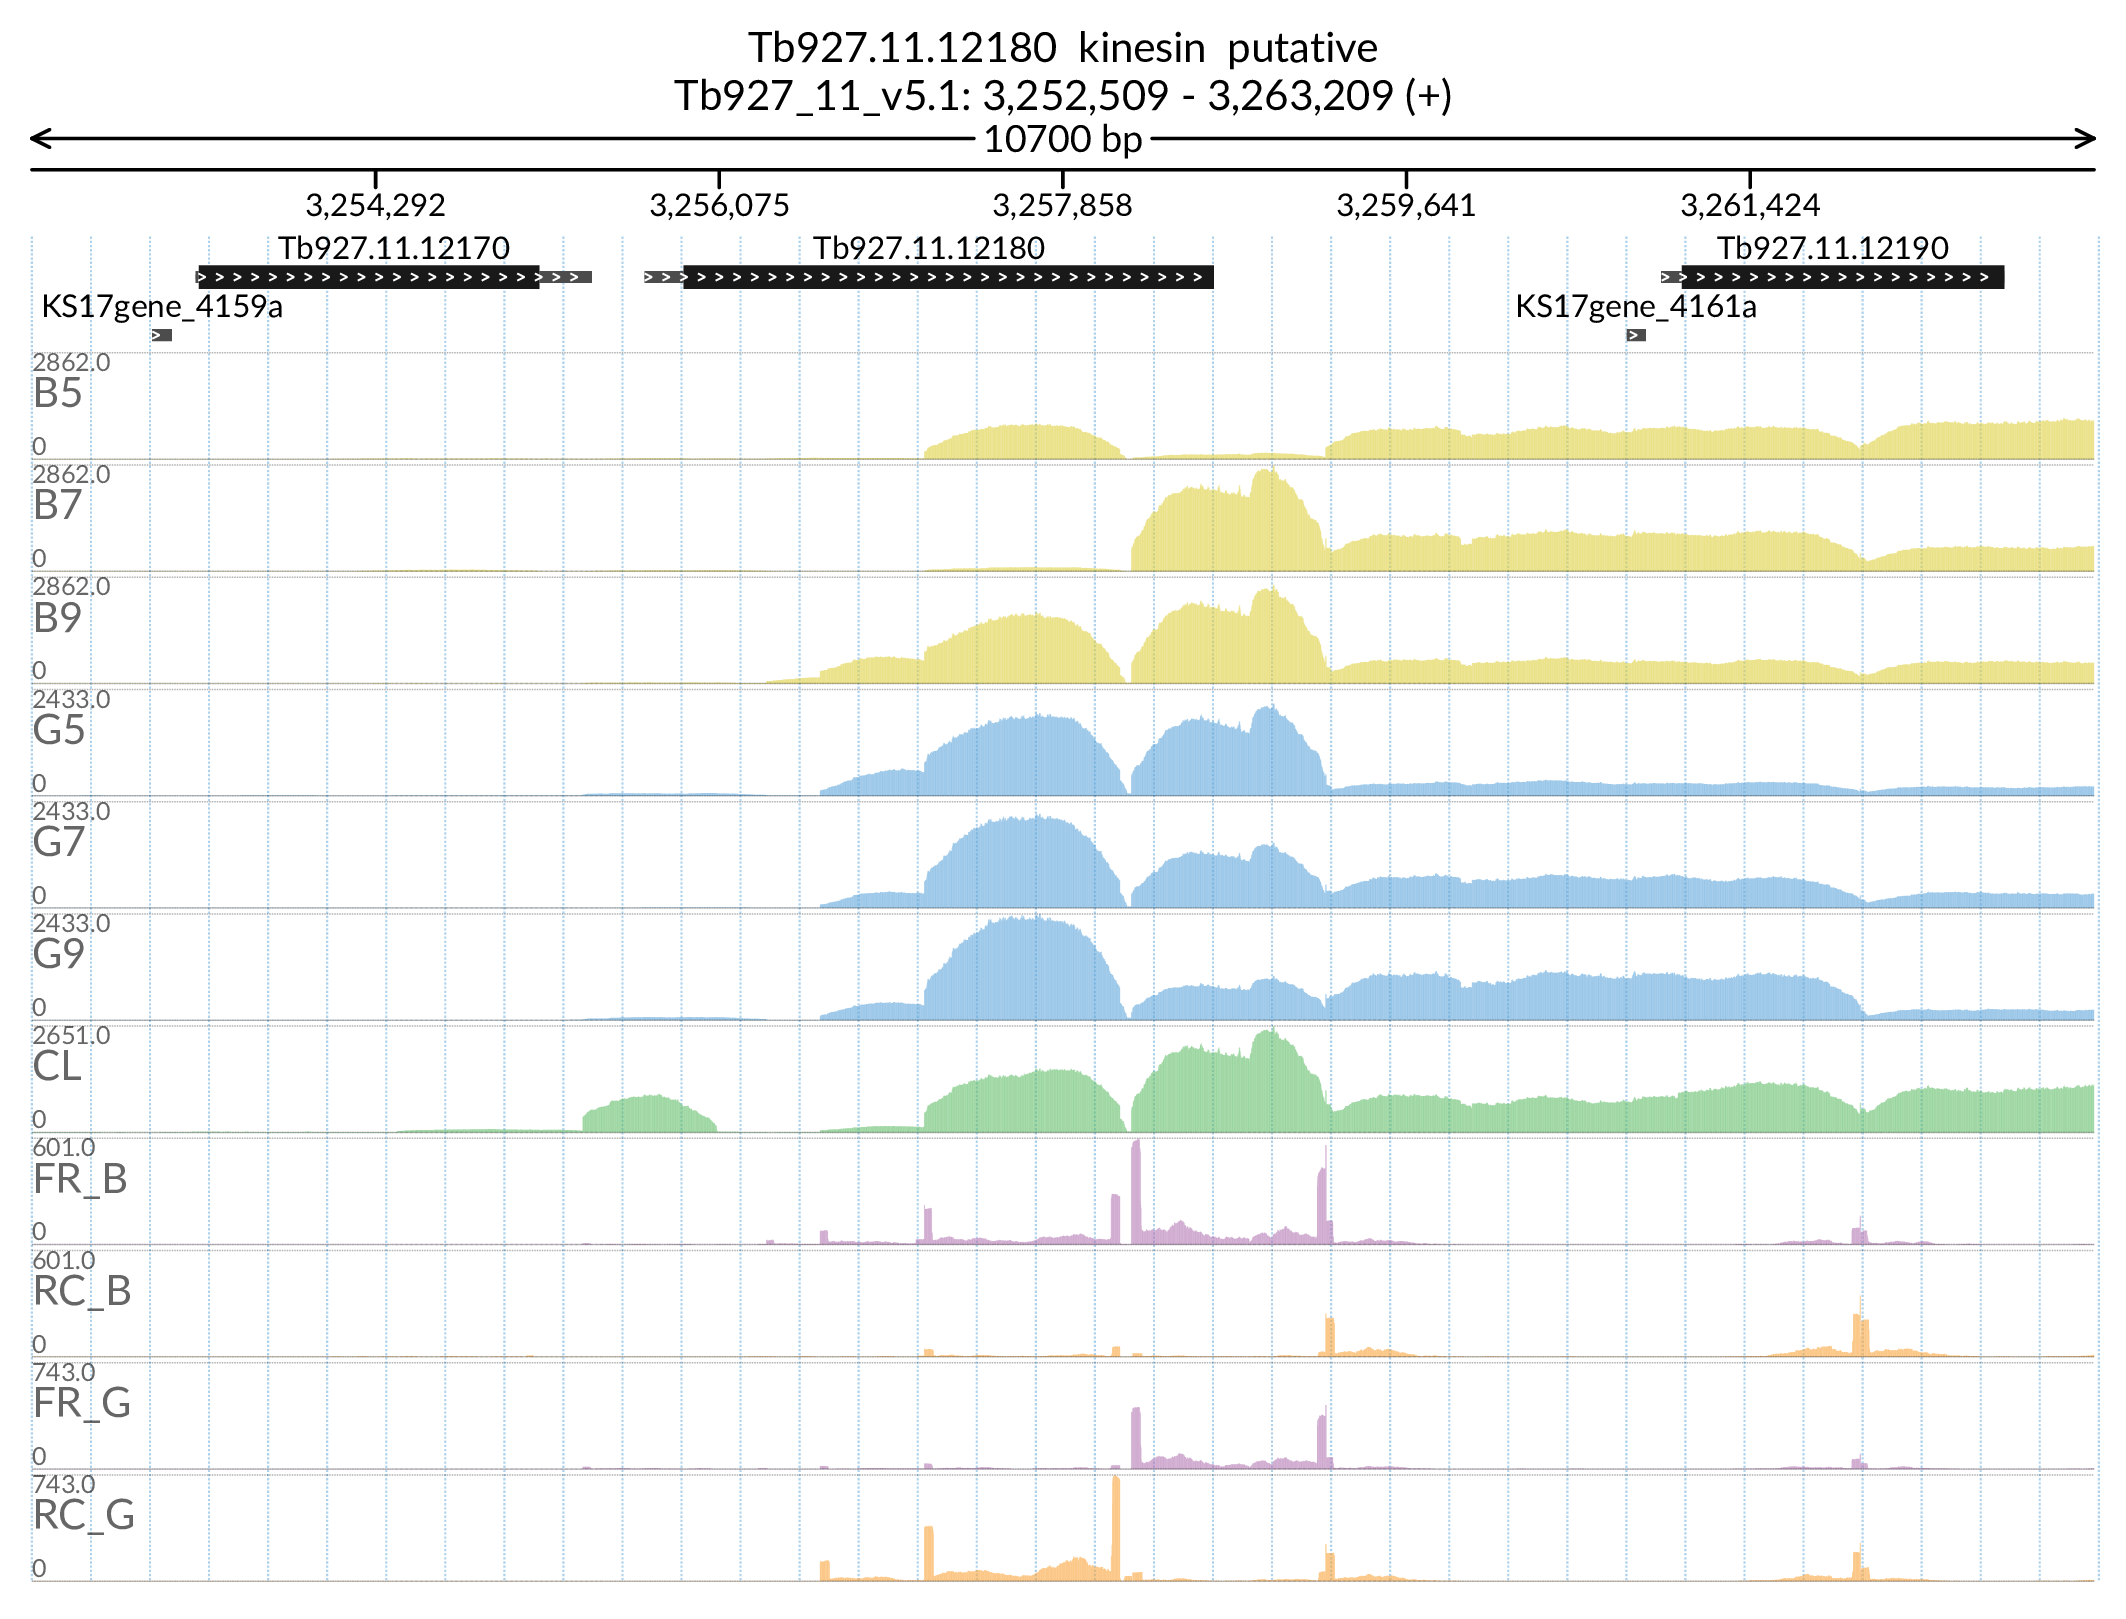 Tb927.11.12180 kinesin putative
Tb927_11_v5.1: 3,252,509 - 3,263,209 (+)
10700 bp
3,254,292 3,256,075 3,257,858 3,259,641 3,261,424
Tb927.11.12170 Tb927.11.12180 Tb927.11.12190
KS17gene_4159a KS17gene_4161a
2862.0
B5
0
2862.0
B7
0
2862.0
B9
0
2433.0
G5
0
2433.0
G7
0
2433.0
G9
0
2651.0
CL
0
601.0
FR_B
0
601.0
RC_B
0
743.0
FR_G
0
743.0
RC_G
0